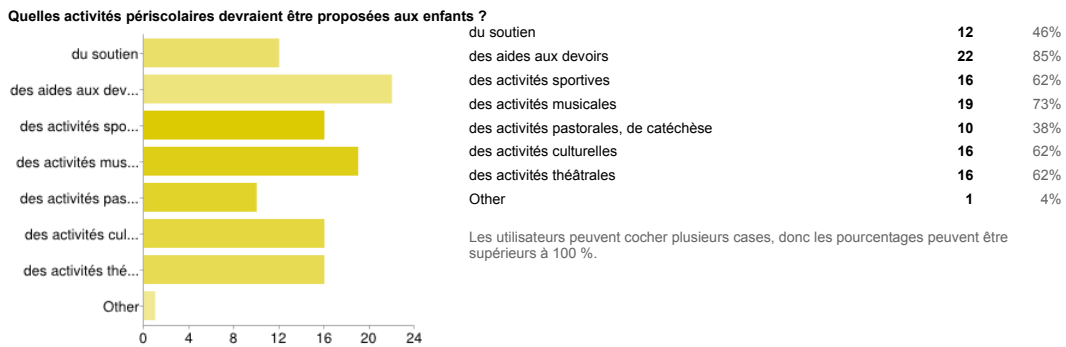 Quelles activités périscolaires devraient être proposées aux enfants ?
du soutien
des aides aux dev...
des activités spo...
des activités mus...
des activités pas...
des activités cul...
des activités thé...
Other
0 4 8 12 16 20 24
du soutien 12 46%
des aides aux devoirs 22 85%
des activités sportives 16 62%
des activités musicales 19 73%
des activités pastorales, de catéchèse 10 38%
des activités culturelles 16 62%
des activités théâtrales 16 62%
Other 1 4%
Les utilisateurs peuvent cocher plusieurs cases, donc les pourcentages peuvent être
supérieurs à 100 %.